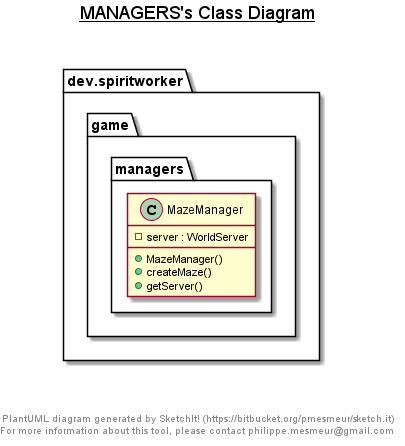 MANAGERS's Class Diagram
dev.spiritworker
game
managers
C MazeManager
server : WorldServer
MazeManager()
createMaze()
getServer()
PlantUML diagram generated by SketchIt! (https://bitbucket.org/pmesmeur/sketch.it)
For more information about this tool, please contact philippe.mesmeur@gmail.com